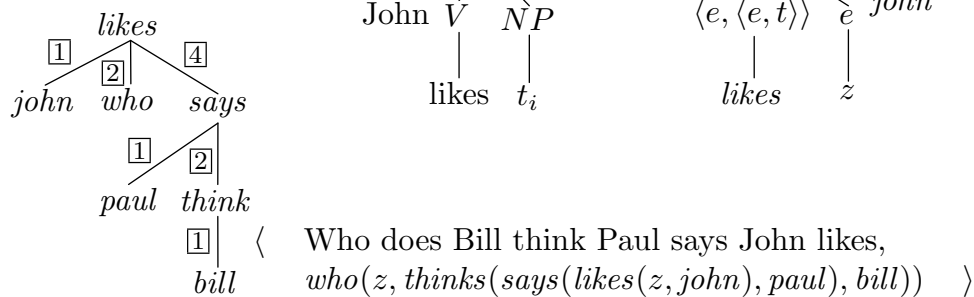 likes
1 2 4
john who says
1 2
paul think
1
bill
John V NP
likes t_i
⟨e, ⟨e, t⟩⟩ e john
likes z
⟨ Who does Bill think Paul says John likes,
who(z, thinks(says(likes(z, john), paul), bill)) ⟩